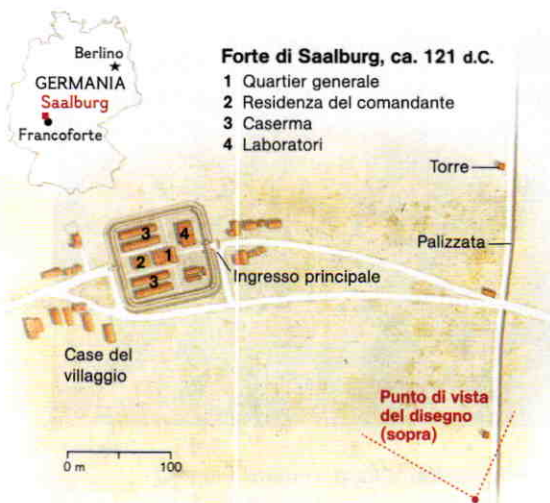 Berlino
GERMANIA
Saalburg
Francoforte
Forte di Saalburg, ca. 121 d.C.
1 Quartier generale
2 Residenza del comandante
3 Caserma
4 Laboratori
Torre
Palizzata
3
4
2
1
3
Ingresso principale
Case del
villaggio
Punto di vista
del disegno
(sopra)
0 m
100